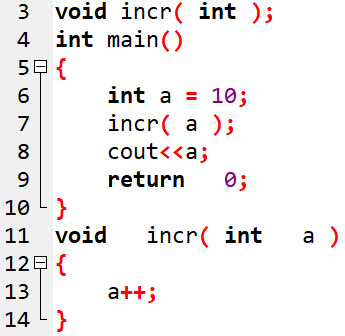 3 void incr( int );
4 int main()
5 {
6 int a = 10;
7 incr( a );
8 cout<<a;
9 return 0;
10 }
11 void incr( int a )
12 {
13 a++;
14 }